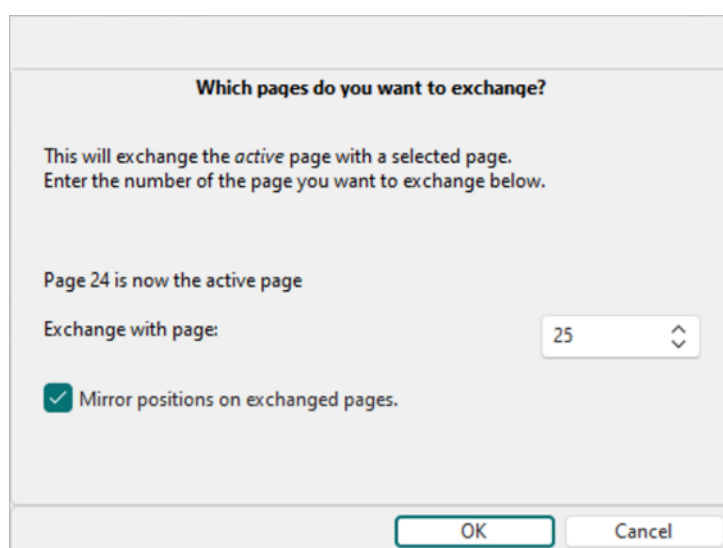 Which pages do you want to exchange?
This will exchange the active page with a selected page.
Enter the number of the page you want to exchange below.
Page 24 is now the active page
Exchange with page:
25
Mirror positions on exchanged pages.
OK
Cancel